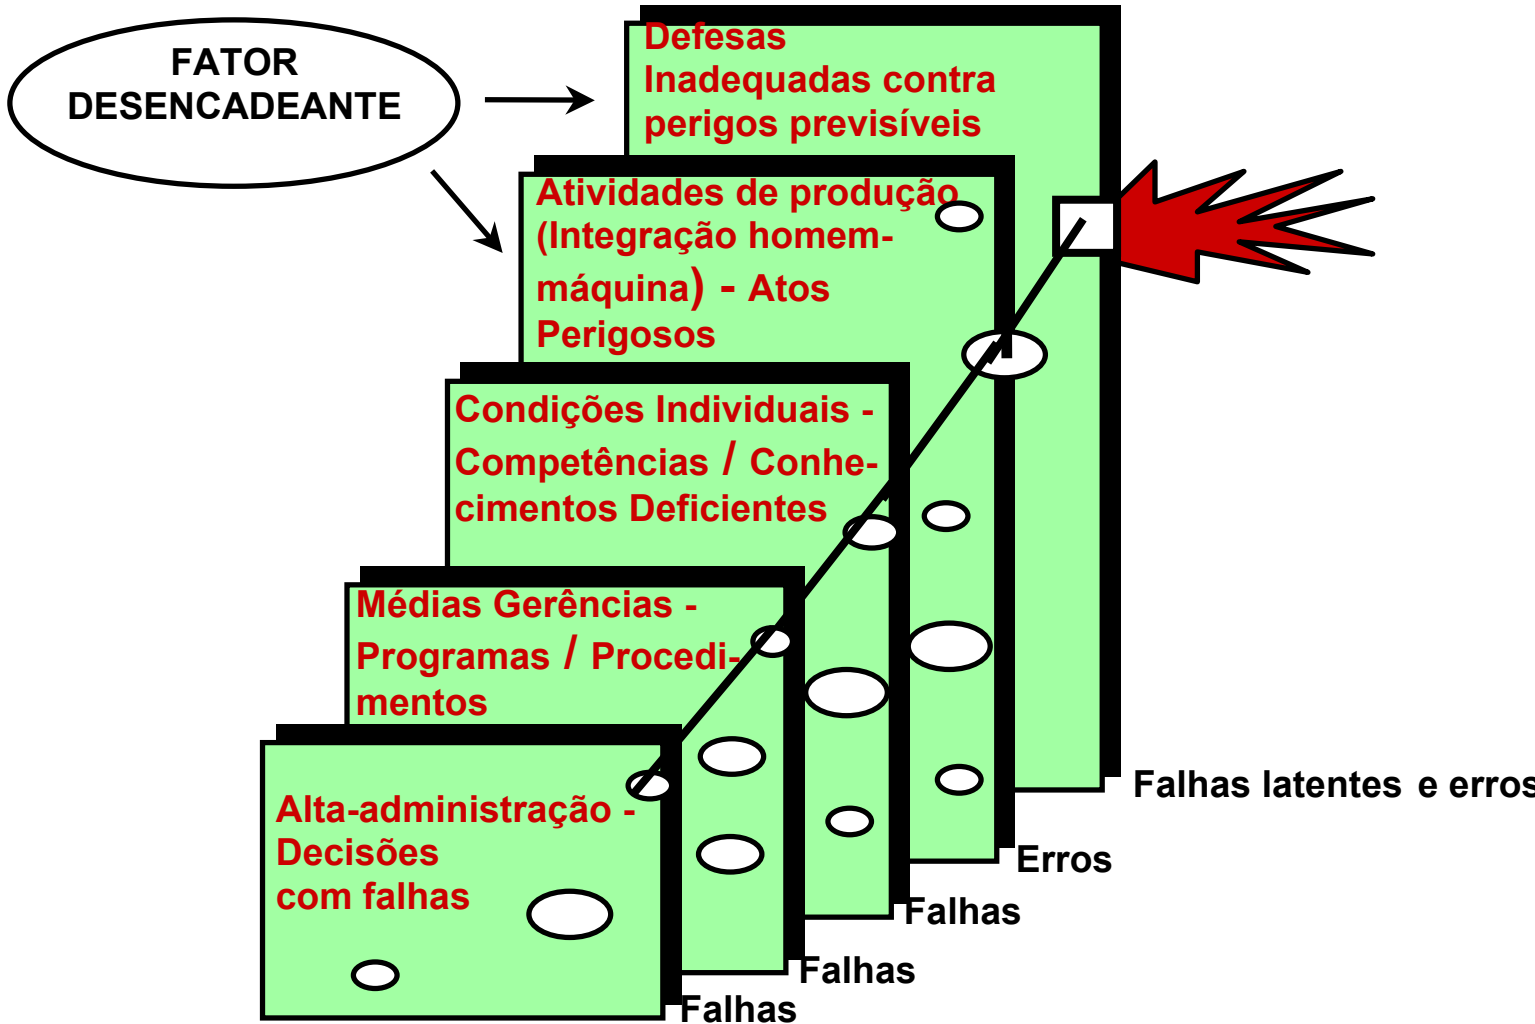 FATOR
DESENCADEANTE
Defesas
Inadequadas contra
perigos previsíveis
Atividades de produção
(Integração homem-
máquina) - Atos
Perigosos
Condições Individuais -
Competências / Conhe-
cimentos Deficientes
Médias Gerências -
Programas / Procedi-
mentos
Alta-administração -
Decisões
com falhas
Falhas latentes e erros
Erros
Falhas
Falhas
Falhas